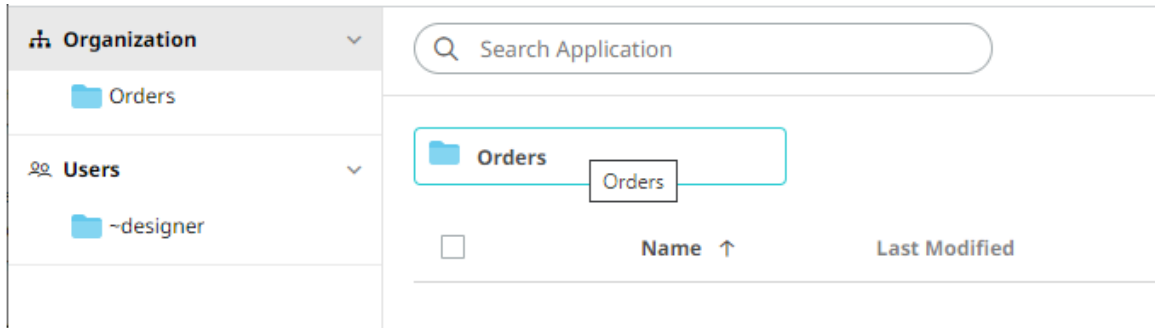 Organization
Orders
Users
~designer
Search Application
Orders
Orders
Name ↑
Last Modified